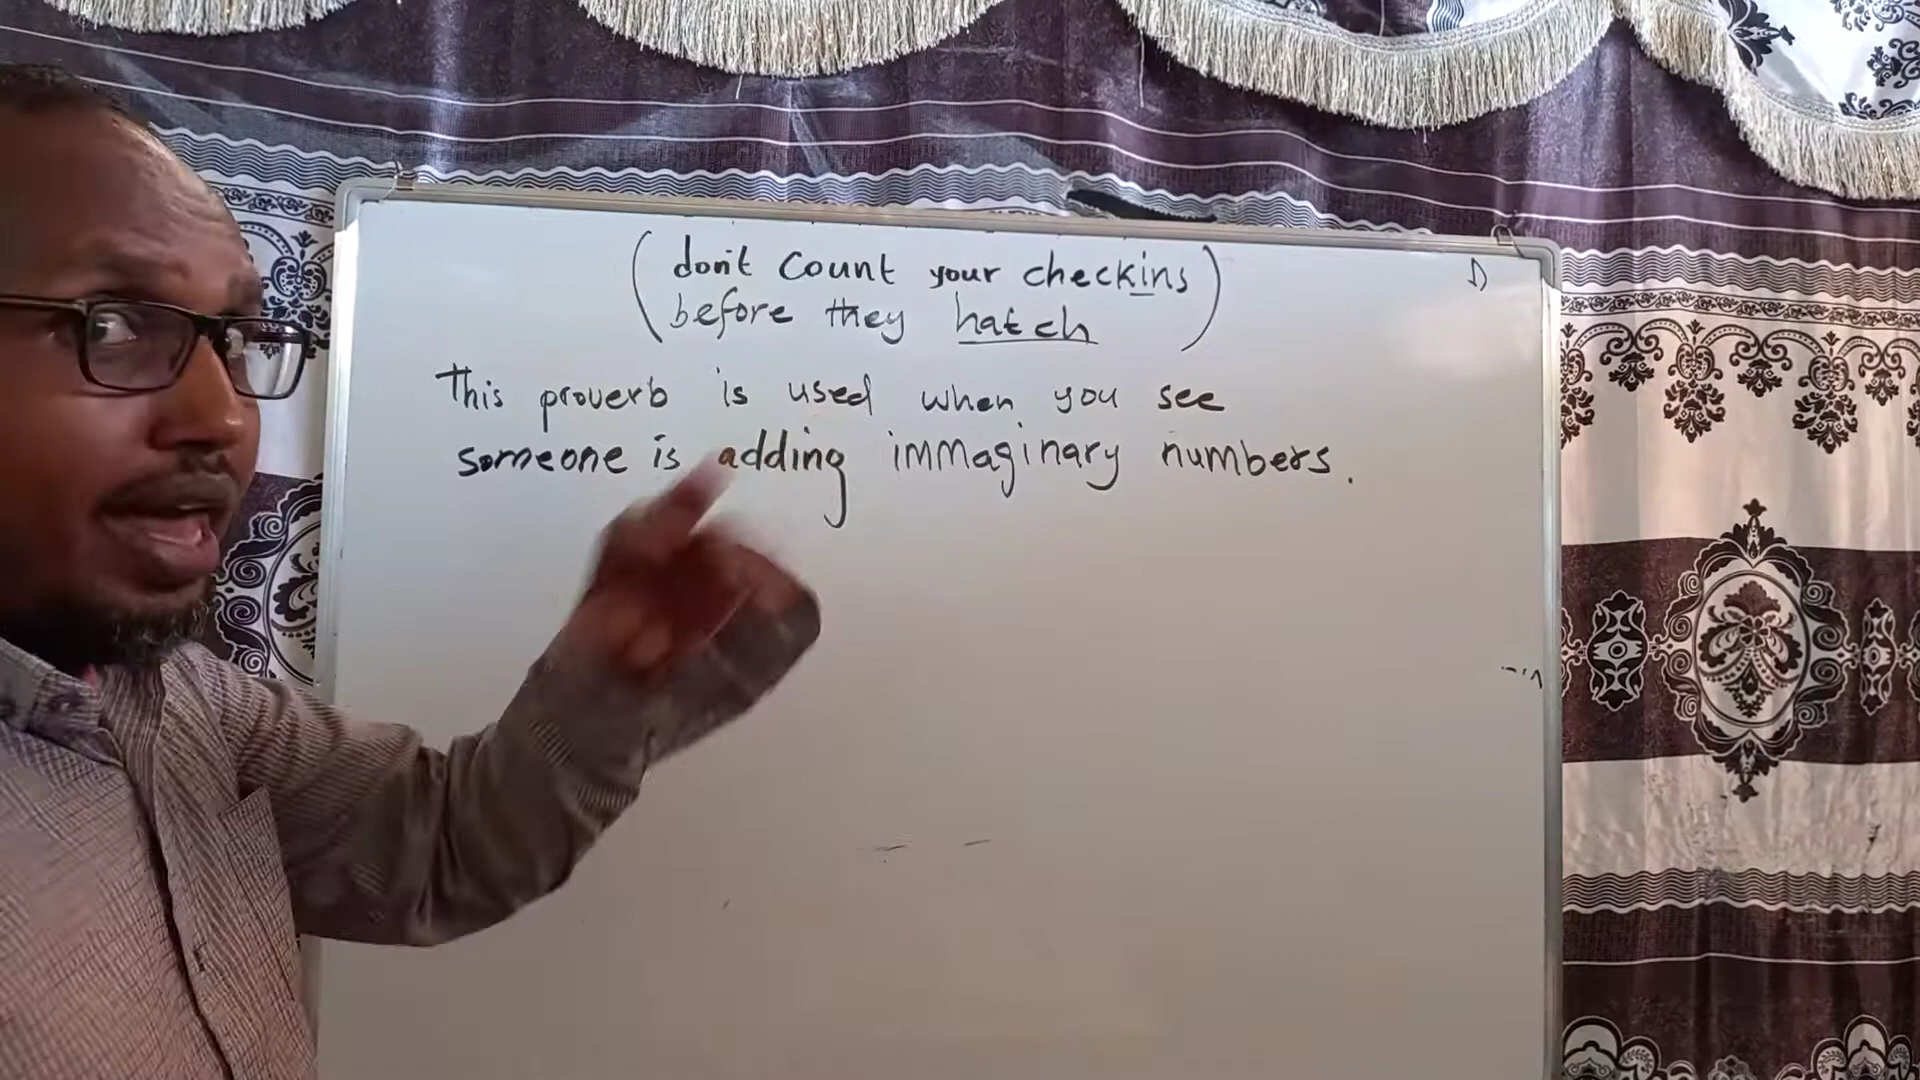 (don't count your checkins)
before they hatch
This proverb is used when you see
someone is adding immaginary numbers.